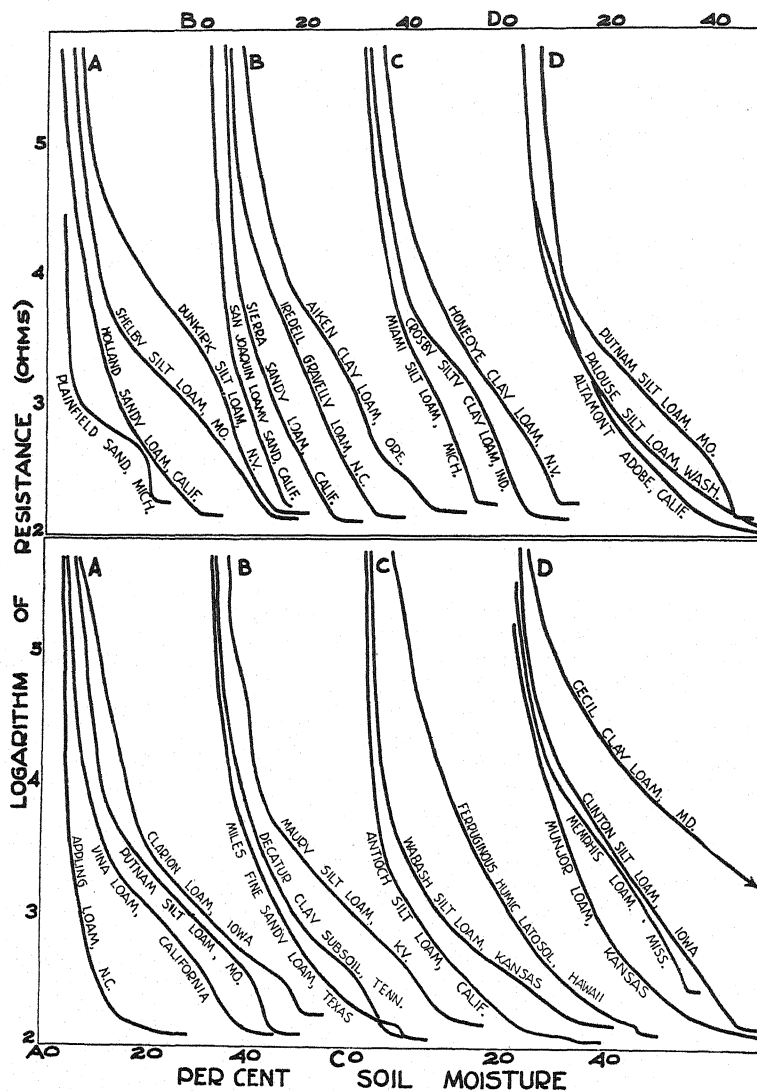 B0 20 40 D0 20 40
A B C D
5
4
3
2
PLAINFIELD SAND, MICH.
HOLLAND SANDY LOAM, CALIF.
SHELBY SILT LOAM, MO.
DUNKIRK SILT LOAM, N.Y.
SAN JOAQUIN LOAMY SAND, CALIF.
SIERRA SANDY LOAM, CALIF.
IREDELL GRAVELLY LOAM, N.C.
AIKEN CLAY LOAM, ORE.
MIAMI SILT LOAM, MICH.
CROSBY SILTY CLAY LOAM, IND.
HONEOYE CLAY LOAM, N.Y.
PUTNAM SILT LOAM, MO.
PALOUSE SILT LOAM, WASH.
ALTAMONT ADOBE, CALIF.
LOGARITHM OF RESISTANCE (OHMS)
A B C D
5
4
3
2
APPLING LOAM, N.C.
VINA LOAM, CALIFORNIA
PUTNAM SILT LOAM, MO.
CLARION LOAM, IOWA
MILES FINE SANDY LOAM, TEXAS
DECATUR CLAY SUBSOIL, TENN.
MAURY SILT LOAM, KY.
ANTIOCH SILT LOAM, CALIF.
WABASH SILT LOAM, KANSAS
FERRUGINOUS HUMIC LATOSOL, HAWAII
MUNJOR LOAM, KANSAS
MEMPHIS LOAM, MISS.
CLINTON SILT LOAM, IOWA
CECIL CLAY LOAM, MD.
A0 20 40 C0 20 40
PER CENT SOIL MOISTURE